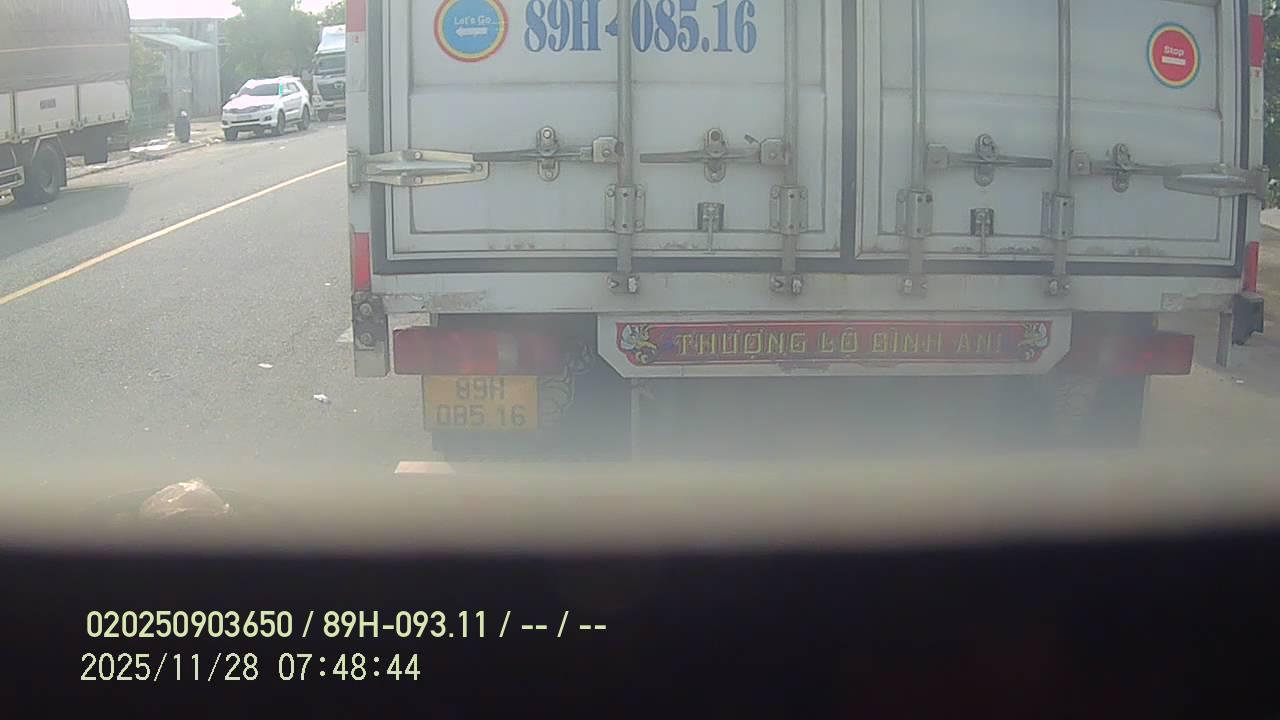 Let's Go....
89H-085.16
Stop
THƯỢNG LỘ BÌNH AN!
89H
085.16
020250903650 / 89H-093.11 / -- / --
2025/11/28 07:48:44